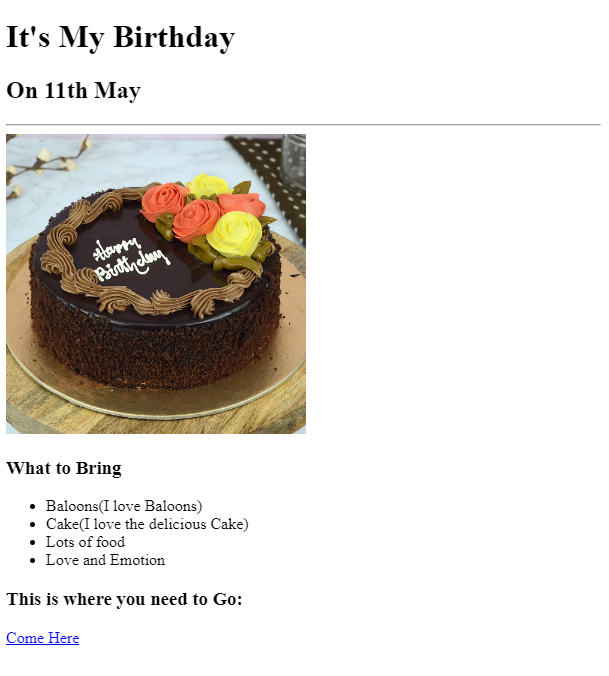 It's My Birthday
On 11th May
Happy
Birthday
What to Bring
Baloons(I love Baloons)
Cake(I love the delicious Cake)
Lots of food
Love and Emotion
This is where you need to Go:
Come Here